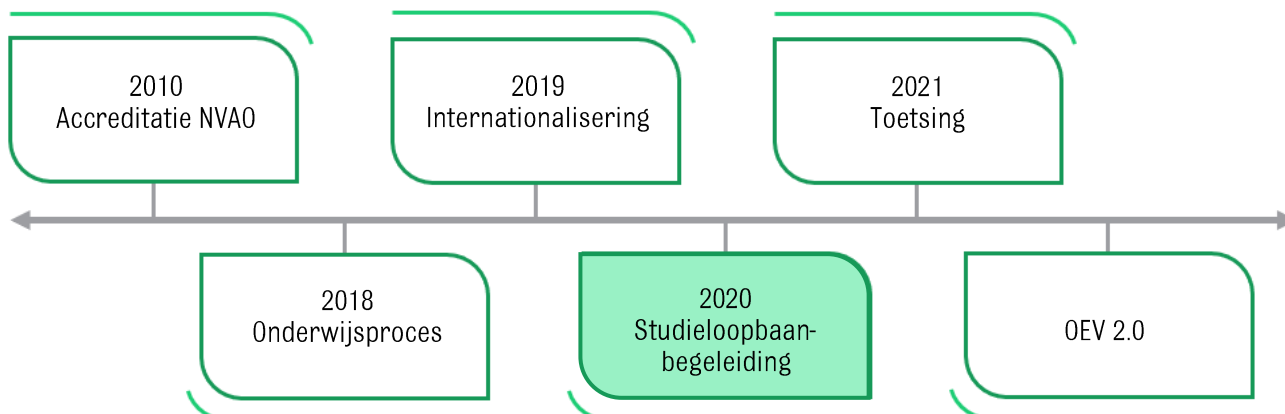 2010
Accreditatie NVAO
2019
Internationalisering
2021
Toetsing
2018
Onderwijsproces
2020
Studieloopbaan-
begeleiding
OEV 2.0